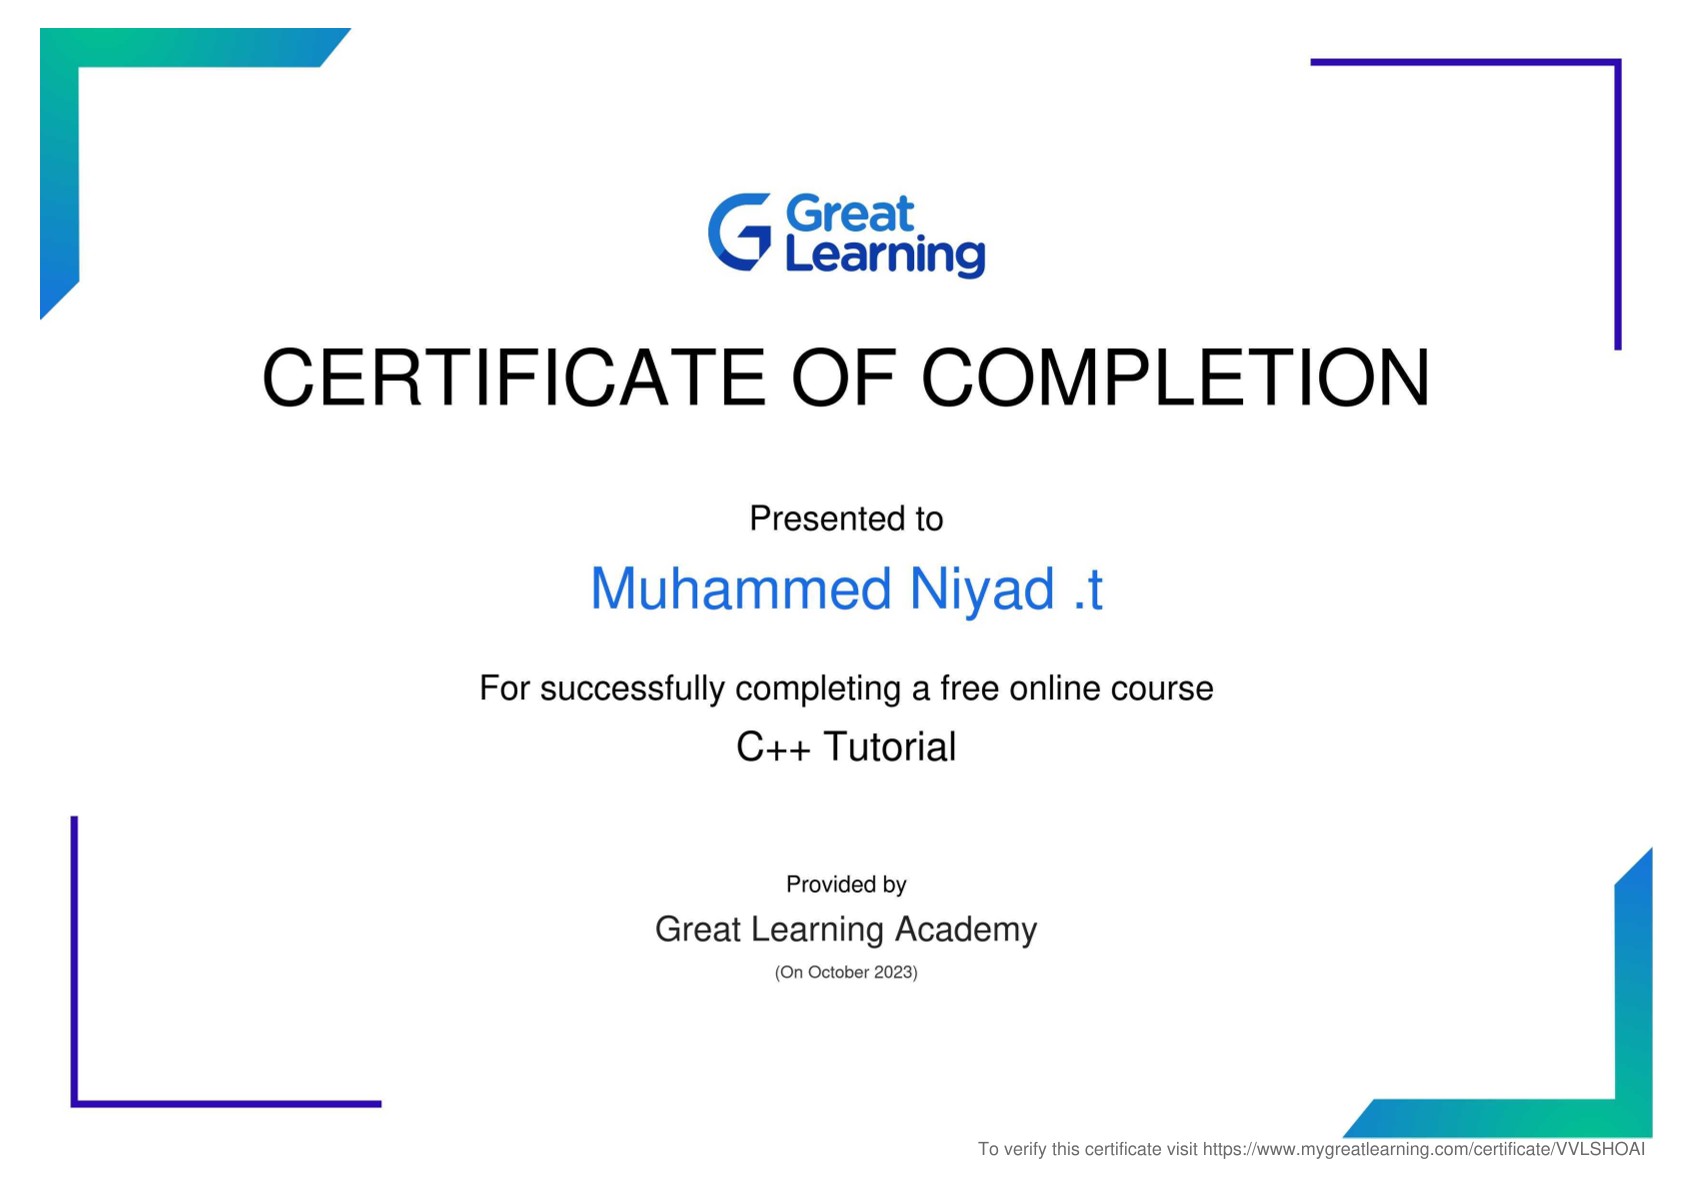 Great
Learning
CERTIFICATE OF COMPLETION
Presented to
Muhammed Niyad .t
For successfully completing a free online course
C++ Tutorial
Provided by
Great Learning Academy
(On October 2023)
To verify this certificate visit https://www.mygreatlearning.com/certificate/VVLSHOAI